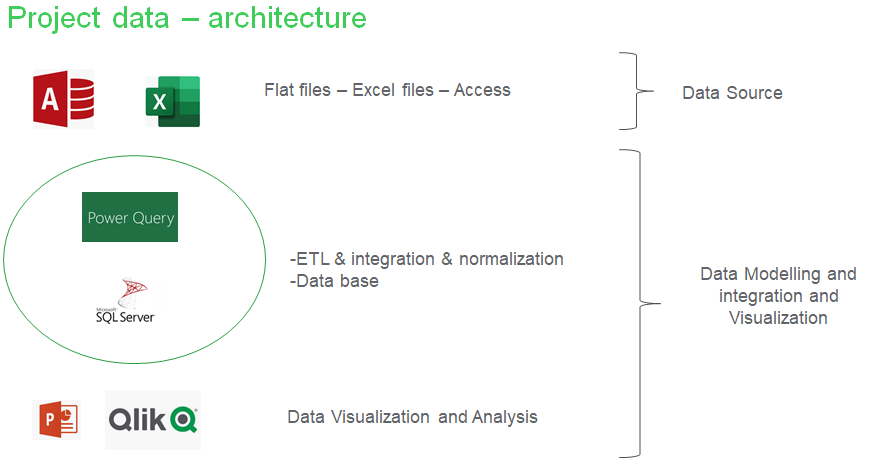 Project data – architecture
A
X
Flat files – Excel files – Access
Data Source
Power Query
-ETL & integration & normalization
-Data base
Microsoft
SQL Server
Data Modelling and
integration and
Visualization
P
Qlik
Data Visualization and Analysis